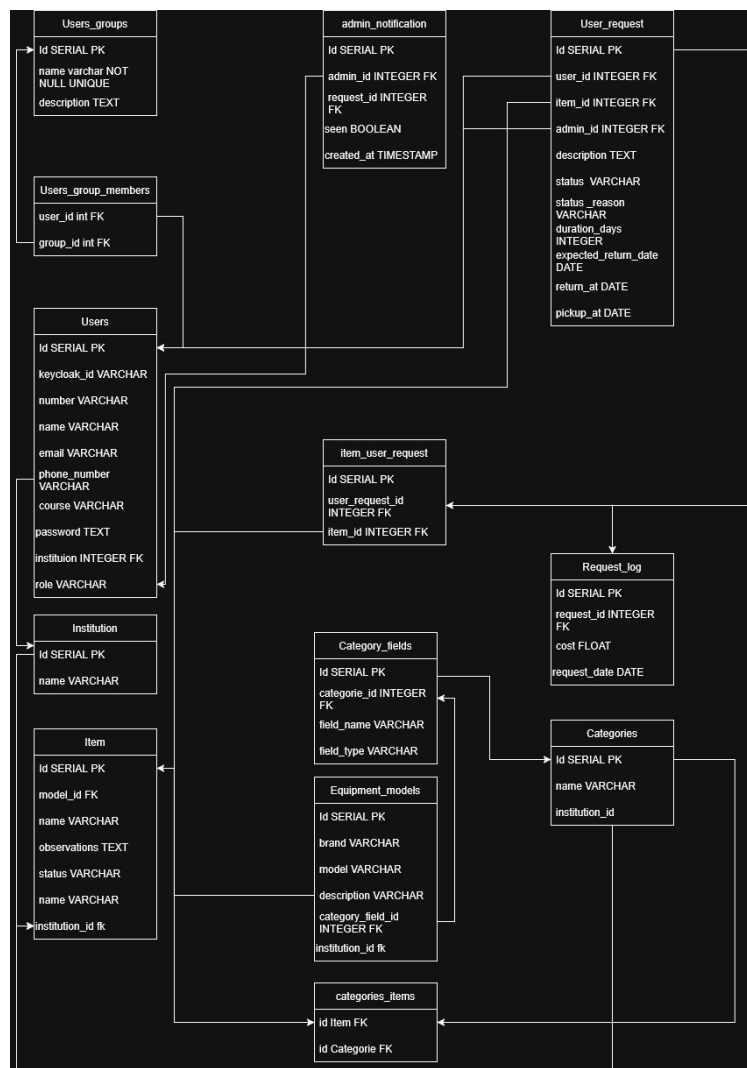 Users_groups
Id SERIAL PK
name varchar NOT
NULL UNIQUE
description TEXT
admin_notification
Id SERIAL PK
admin_id INTEGER FK
request_id INTEGER
FK
seen BOOLEAN
created_at TIMESTAMP
User_request
Id SERIAL PK
user_id INTEGER FK
item_id INTEGER FK
admin_id INTEGER FK
description TEXT
status VARCHAR
status _reason
VARCHAR
duration_days
INTEGER
expected_return_date
DATE
return_at DATE
pickup_at DATE
Users_group_members
user_id int FK
group_id int FK
Users
Id SERIAL PK
keycloak_id VARCHAR
number VARCHAR
name VARCHAR
email VARCHAR
phone_number
VARCHAR
course VARCHAR
password TEXT
instituion INTEGER FK
role VARCHAR
item_user_request
Id SERIAL PK
user_request_id
INTEGER FK
item_id INTEGER FK
Request_log
Id SERIAL PK
request_id INTEGER
FK
cost FLOAT
request_date DATE
Institution
Id SERIAL PK
name VARCHAR
Category_fields
Id SERIAL PK
categorie_id INTEGER
FK
field_name VARCHAR
field_type VARCHAR
Categories
Id SERIAL PK
name VARCHAR
institution_id
Item
Id SERIAL PK
model_id FK
name VARCHAR
observations TEXT
status VARCHAR
name VARCHAR
institution_id fk
Equipment_models
Id SERIAL PK
brand VARCHAR
model VARCHAR
description VARCHAR
category_field_id
INTEGER FK
institution_id fk
categories_items
id Item FK
id Categorie FK